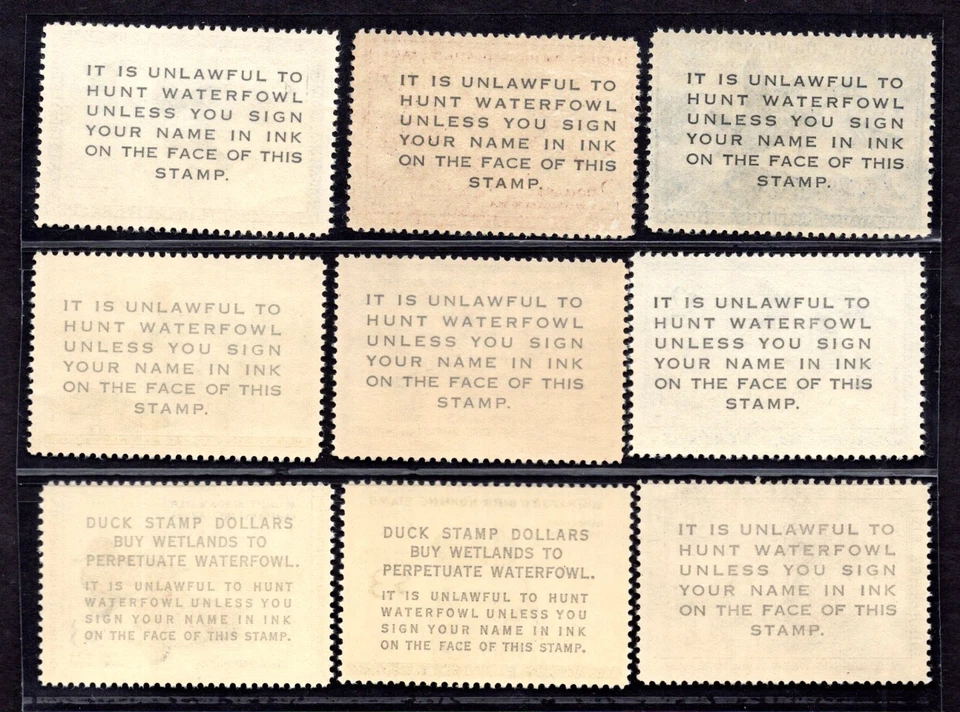 IT IS UNLAWFUL TO
HUNT WATERFOWL
UNLESS YOU SIGN
YOUR NAME IN INK
ON THE FACE OF THIS
STAMP.
IT IS UNLAWFUL TO
HUNT WATERFOWL
UNLESS YOU SIGN
YOUR NAME IN INK
ON THE FACE OF THIS
STAMP.
IT IS UNLAWFUL TO
HUNT WATERFOWL
UNLESS YOU SIGN
YOUR NAME IN INK
ON THE FACE OF THIS
STAMP.
IT IS UNLAWFUL TO
HUNT WATERFOWL
UNLESS YOU SIGN
YOUR NAME IN INK
ON THE FACE OF THIS
STAMP.
IT IS UNLAWFUL TO
HUNT WATERFOWL
UNLESS YOU SIGN
YOUR NAME IN INK
ON THE FACE OF THIS
STAMP.
IT IS UNLAWFUL TO
HUNT WATERFOWL
UNLESS YOU SIGN
YOUR NAME IN INK
ON THE FACE OF THIS
STAMP.
DUCK STAMP DOLLARS
BUY WETLANDS TO
PERPETUATE WATERFOWL.
IT IS UNLAWFUL TO HUNT
WATERFOWL UNLESS YOU
SIGN YOUR NAME IN INK
ON THE FACE OF THIS STAMP.
DUCK STAMP DOLLARS
BUY WETLANDS TO
PERPETUATE WATERFOWL.
IT IS UNLAWFUL TO HUNT
WATERFOWL UNLESS YOU
SIGN YOUR NAME IN INK
ON THE FACE OF THIS STAMP.
IT IS UNLAWFUL TO
HUNT WATERFOWL
UNLESS YOU SIGN
YOUR NAME IN INK
ON THE FACE OF THIS
STAMP.